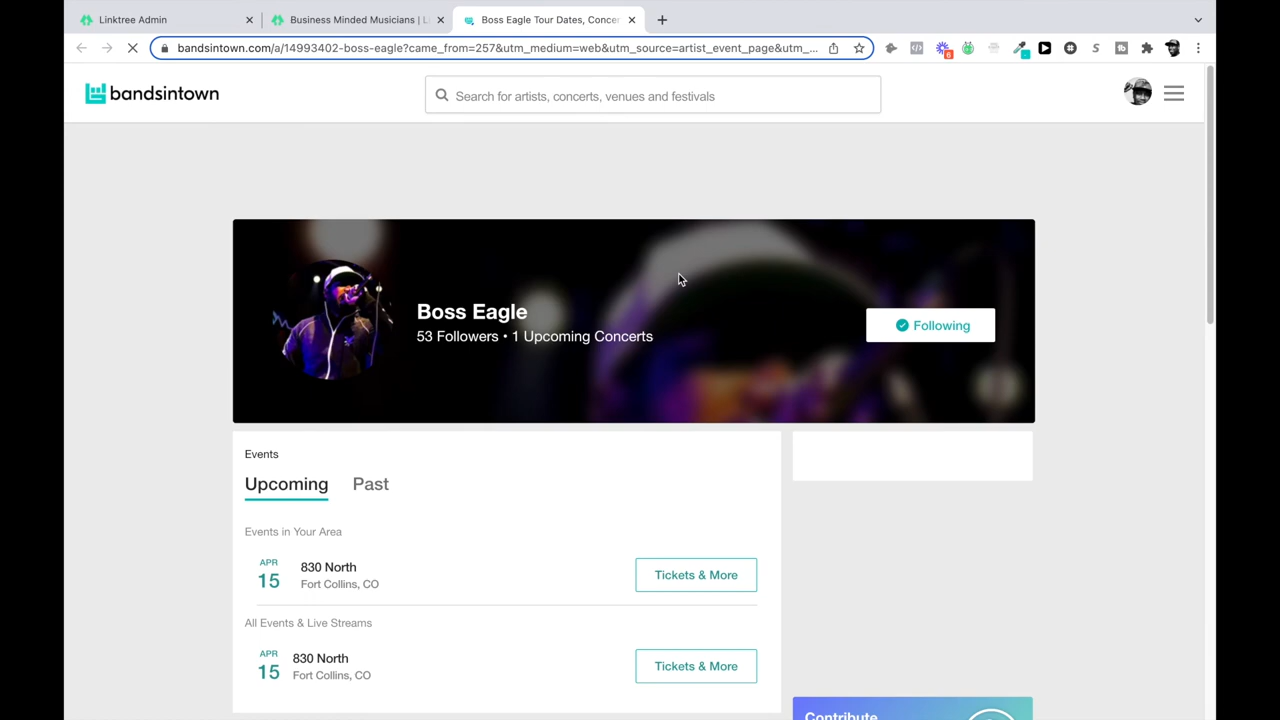 Linktree Admin
Business Minded Musicians | L
Boss Eagle Tour Dates, Concer
bandsintown.com/a/14993402-boss-eagle?came_from=257&utm_medium=web&utm_source=artist_event_page&utm_...
bandsintown
Search for artists, concerts, venues and festivals
Boss Eagle
53 Followers • 1 Upcoming Concerts
Following
Events
Upcoming Past
Events in Your Area
APR
15
830 North
Fort Collins, CO
Tickets & More
All Events & Live Streams
APR
15
830 North
Fort Collins, CO
Tickets & More
Contribute